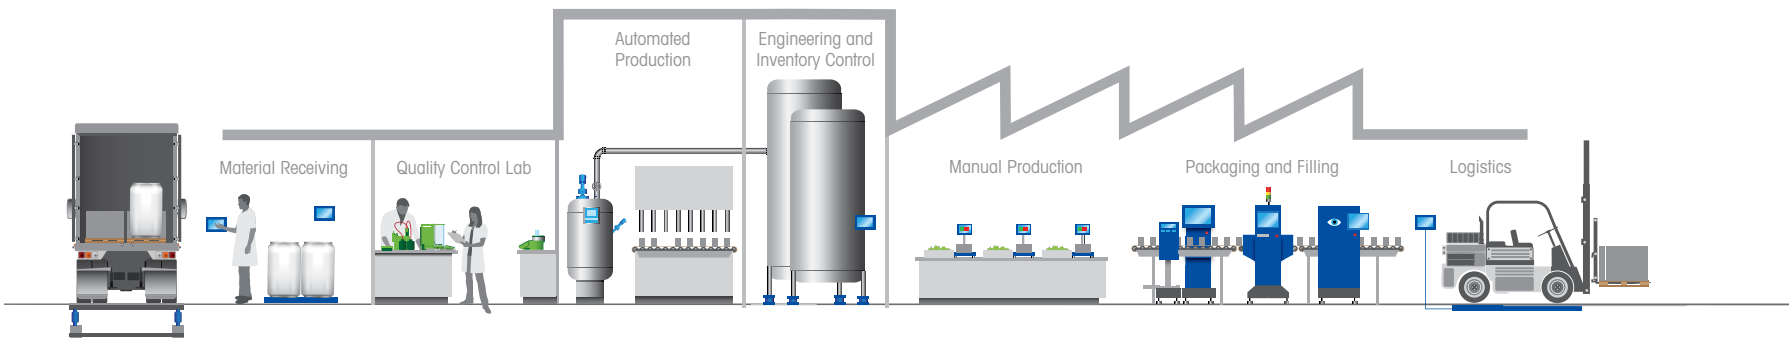 Automated
Production
Engineering and
Inventory Control
Material Receiving
Quality Control Lab
Manual Production
Packaging and Filling
Logistics